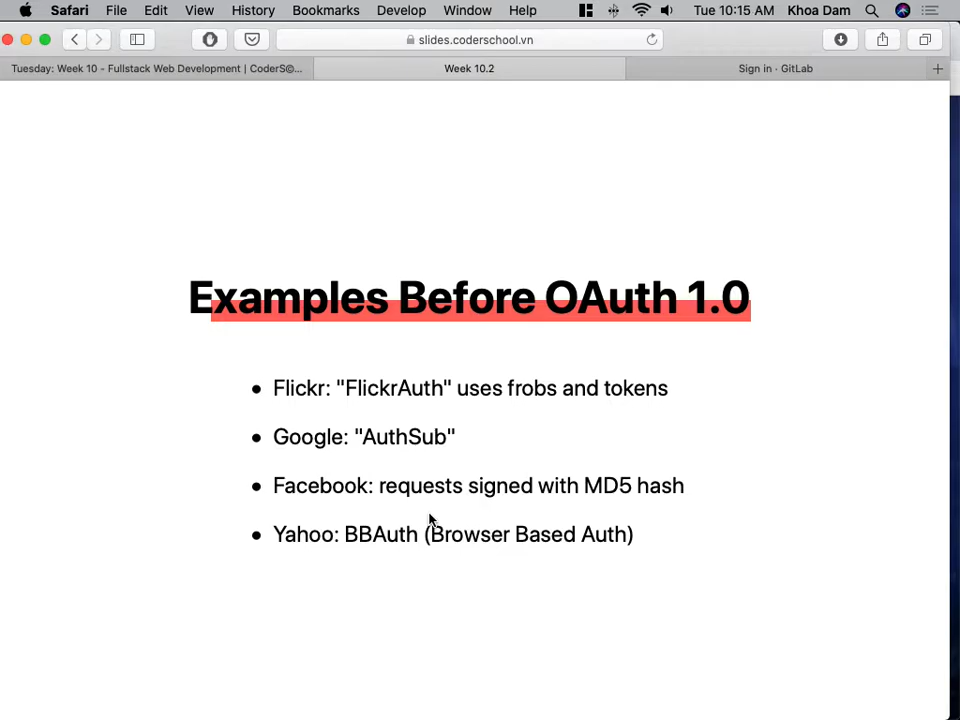 Safari File Edit View History Bookmarks Develop Window Help Tue 10:15 AM Khoa Dam
slides.coderschool.vn
Tuesday: Week 10 - Fullstack Web Development | CoderS©... Week 10.2 Sign in · GitLab
Examples Before OAuth 1.0
• Flickr: "FlickrAuth" uses frobs and tokens
• Google: "AuthSub"
• Facebook: requests signed with MD5 hash
• Yahoo: BBAuth (Browser Based Auth)